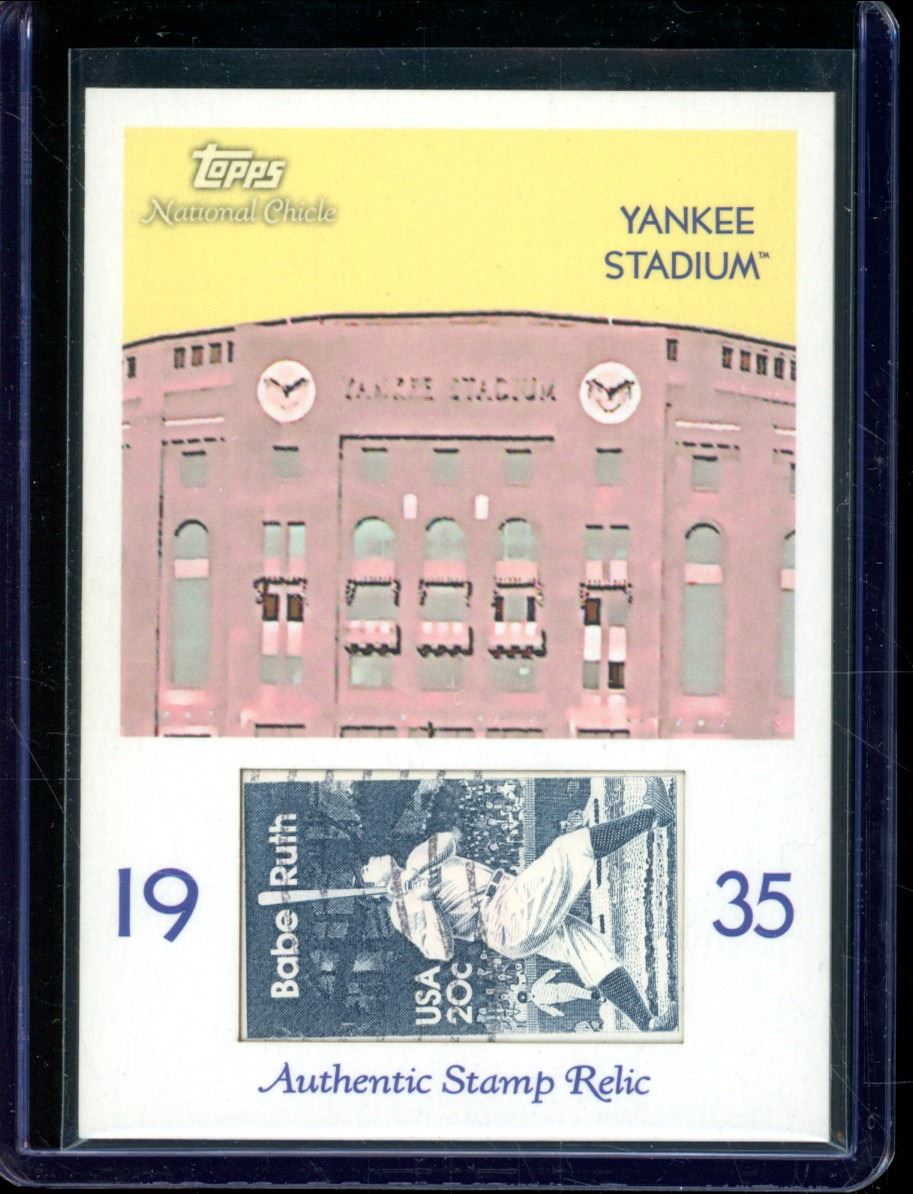 Topps
National Chicle
YANKEE
STADIUM™
YANKEE STADIUM
19
35
Babe Ruth
USA
20c
Authentic Stamp Relic